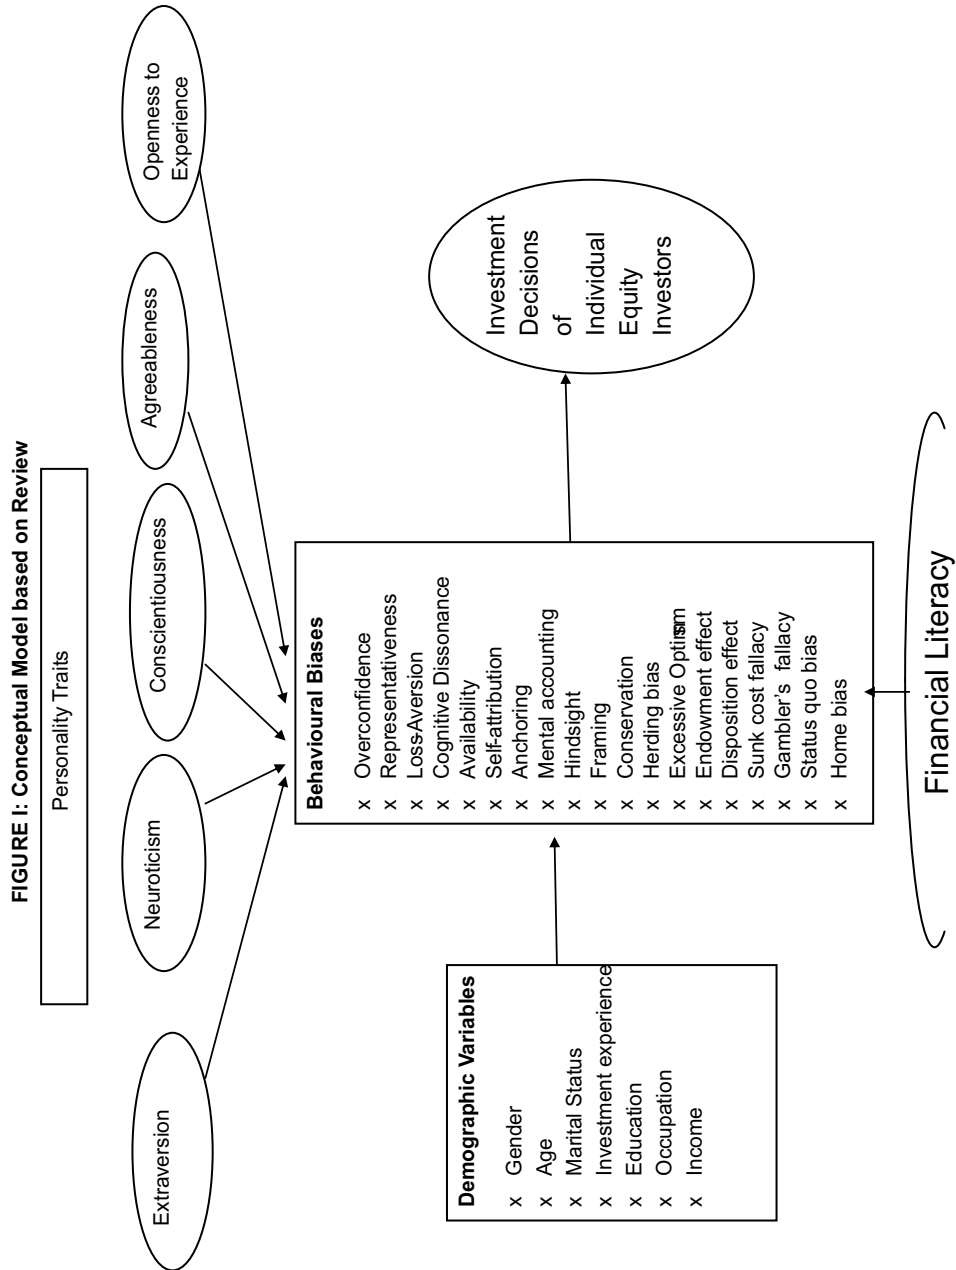 FIGURE I: Conceptual Model based on Review
Personality Traits
Extraversion
Neuroticism
Conscientiousness
Agreeableness
Openness to
Experience
Demographic Variables
x Gender
x Age
x Marital Status
x Investment experience
x Education
x Occupation
x Income
Behavioural Biases
x Overconfidence
x Representativeness
x Loss-Aversion
x Cognitive Dissonance
x Availability
x Self-attribution
x Anchoring
x Mental accounting
x Hindsight
x Framing
x Conservation
x Herding bias
x Excessive Optimism
x Endowment effect
x Disposition effect
x Sunk cost fallacy
x Gambler's fallacy
x Status quo bias
x Home bias
Investment
Decisions
of
Individual
Equity
Investors
Financial Literacy